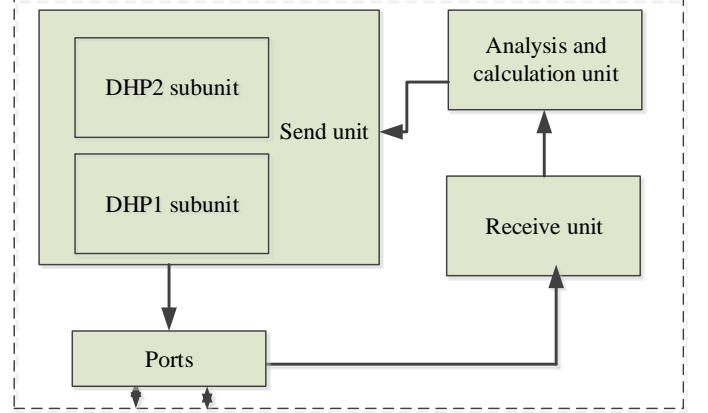 DHP2 subunit
Send unit
DHP1 subunit
Analysis and
calculation unit
Receive unit
Ports